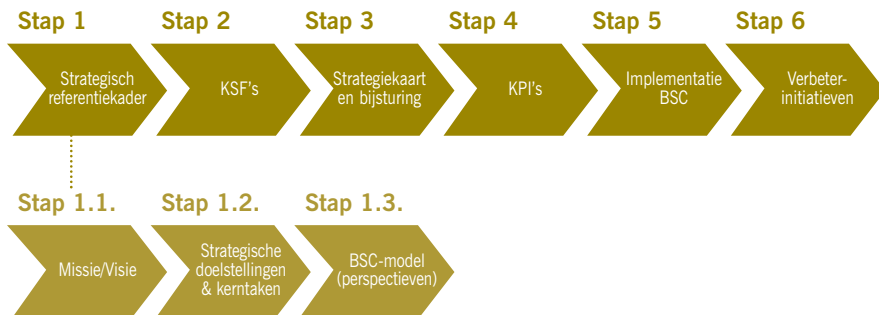 Stap 1
Stap 2
Stap 3
Stap 4
Stap 5
Stap 6
Strategisch
referentiekader
KSF's
Strategiekaart
en bijsturing
KPI's
Implementatie
BSC
Verbeter-
initiatieven
Stap 1.1.
Stap 1.2.
Stap 1.3.
Missie/Visie
Strategische
doelstellingen
& kerntaken
BSC-model
(perspectieven)